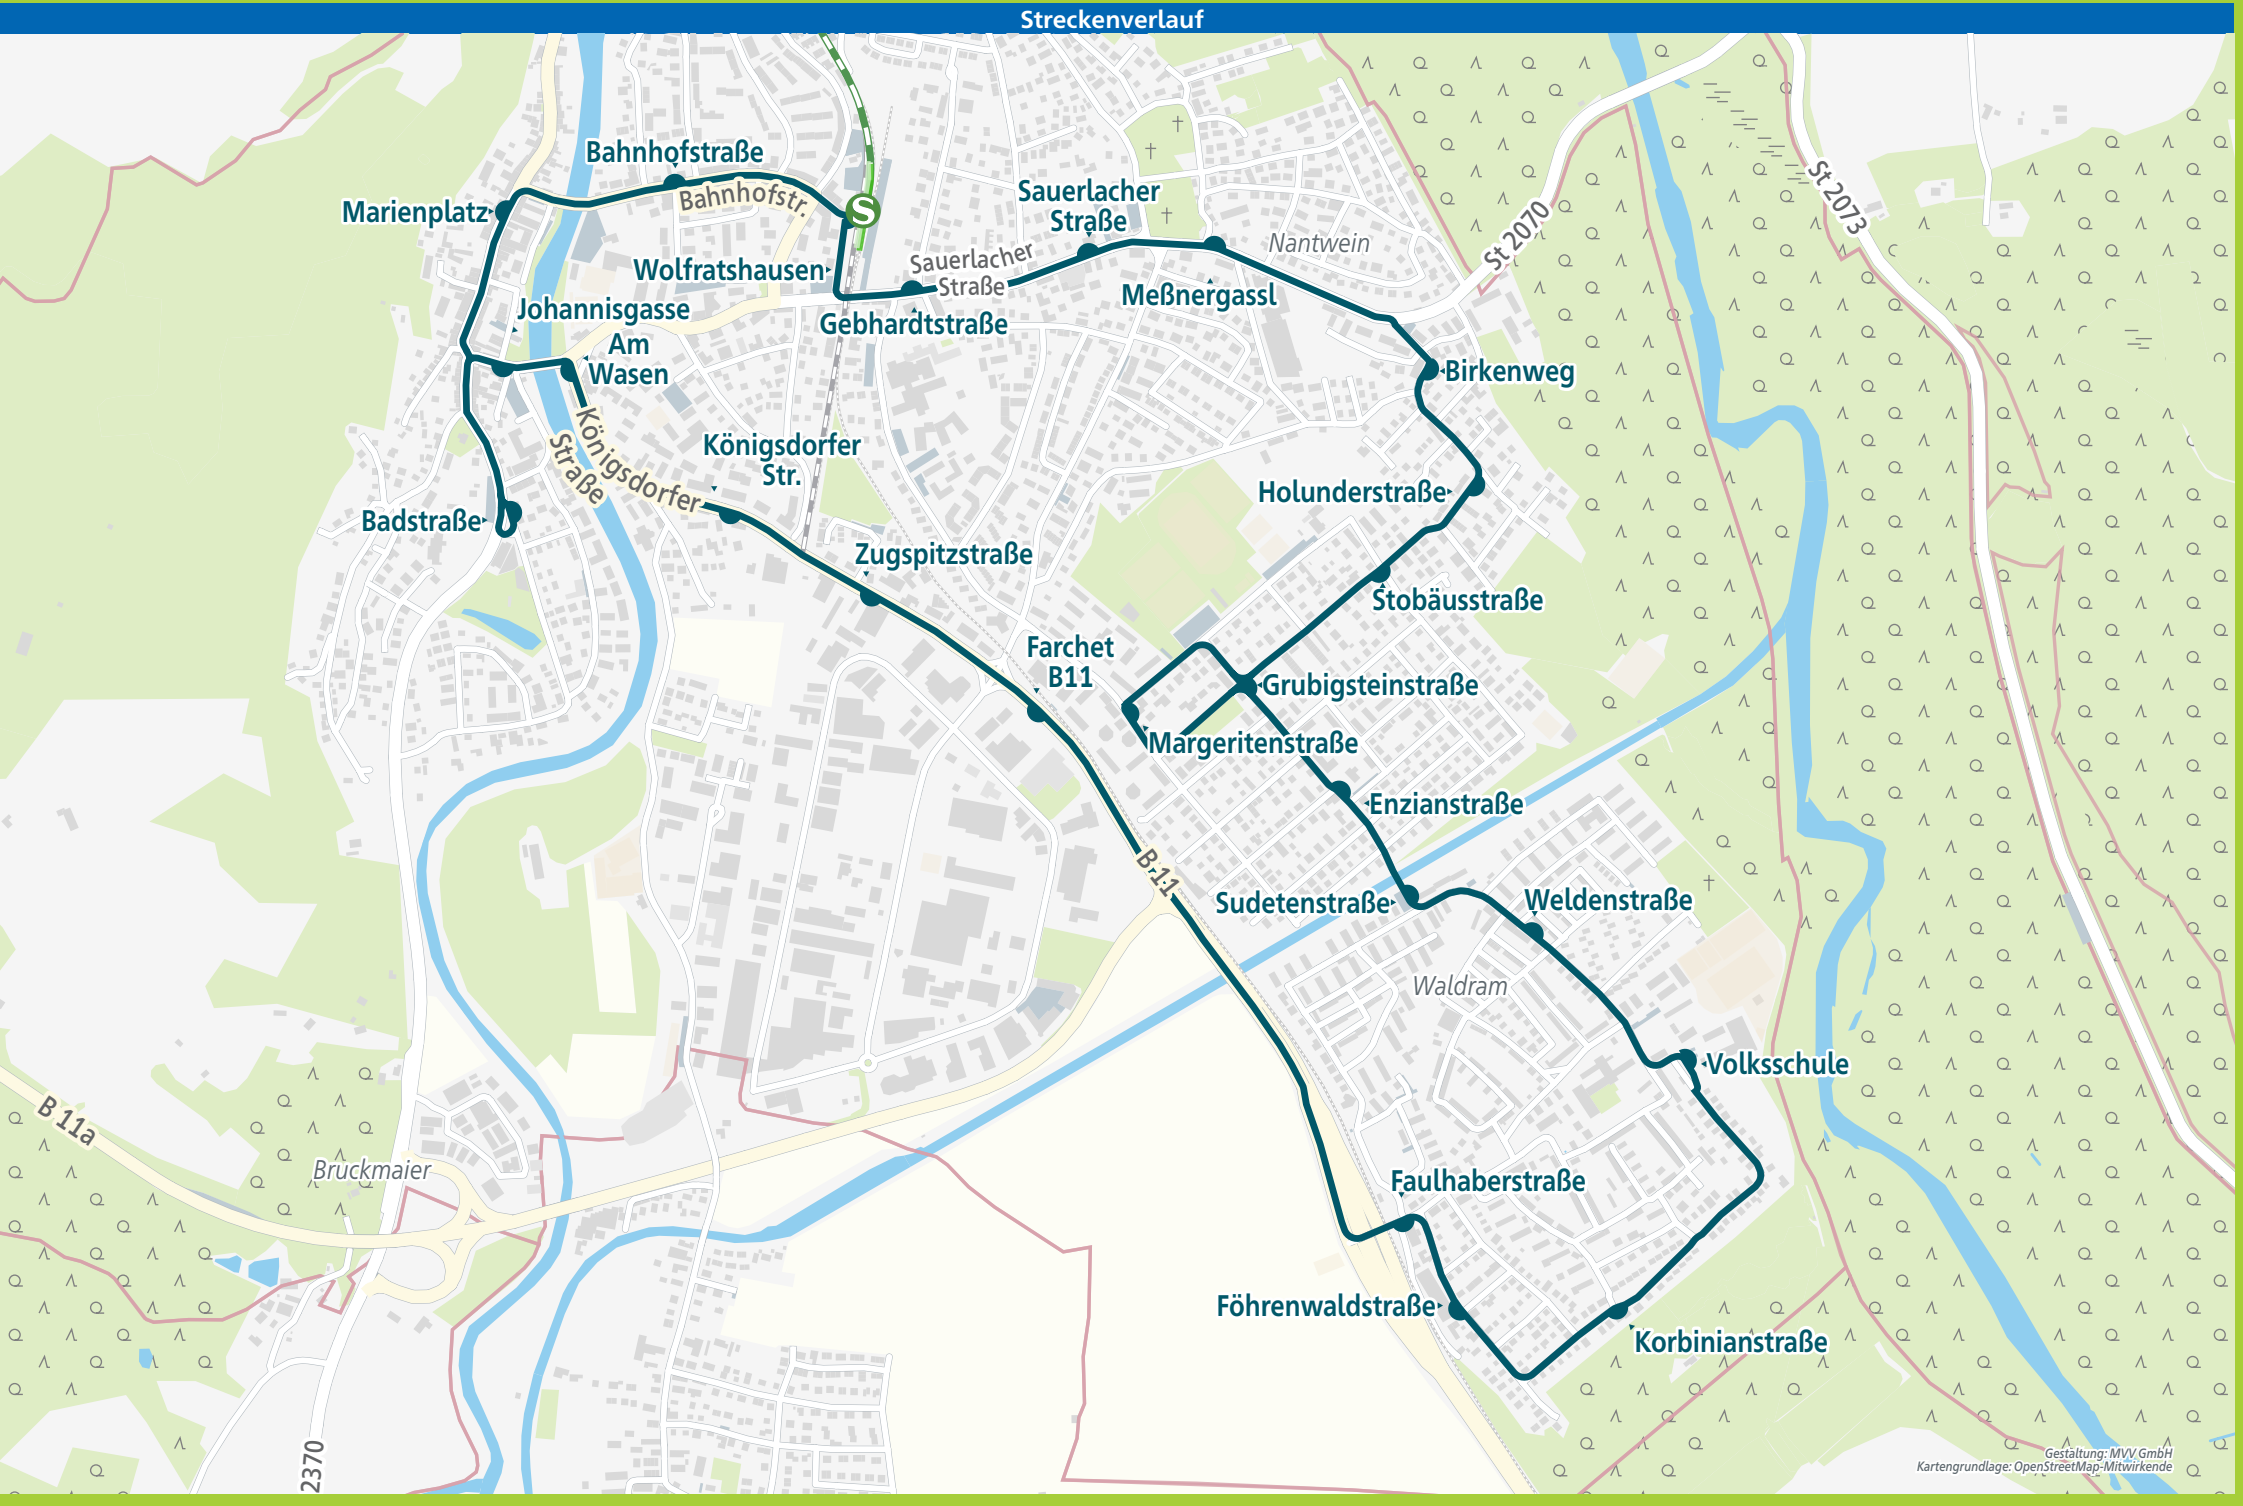 Streckenverlauf
Bahnhofstraße
Bahnhofstr.
S
Marienplatz
Sauerlacher
Straße
St 2070
St 2073
Nantwein
Sauerlacher
Straße
Wolfratshausen
Meßnergassl
Johannisgasse
Gebhardtstraße
Am
Wasen
Birkenweg
Königsdorfer
Straße
Königsdorfer
Str.
Holunderstraße
Badstraße
Zugspitzstraße
Stobäusstraße
Farchet
B11
Grubigsteinstraße
Margeritenstraße
Enzianstraße
B 11
Sudetenstraße
Weldenstraße
Waldram
Volksschule
B 11a
Bruckmaier
Faulhaberstraße
Föhrenwaldstraße
Korbinianstraße
2370
Gestaltung: MVV GmbH
Kartengrundlage: OpenStreetMap-Mitwirkende